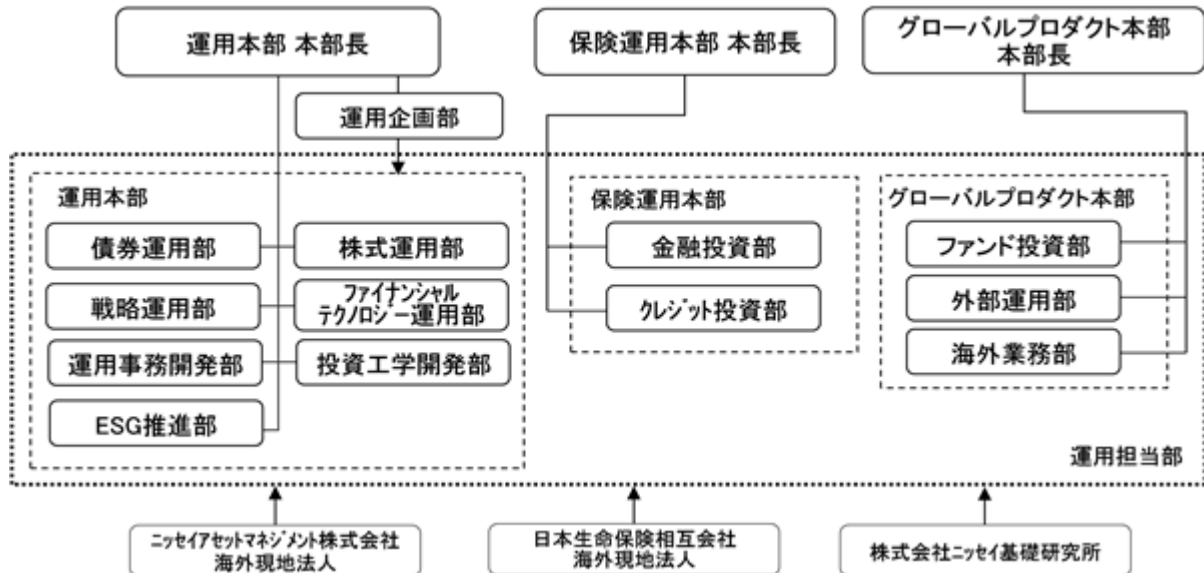 運用本部 本部長
保険運用本部 本部長
グローバルプロダクト本部
本部長
運用企画部
運用本部
債券運用部
株式運用部
戦略運用部
ファイナンシャル
テクノロジー運用部
運用事務開発部
投資工学開発部
ESG推進部
保険運用本部
金融投資部
クレジット投資部
グローバルプロダクト本部
ファンド投資部
外部運用部
海外業務部
運用担当部
ニッセイアセットマネジメント株式会社
海外現地法人
日本生命保険相互会社
海外現地法人
株式会社ニッセイ基礎研究所